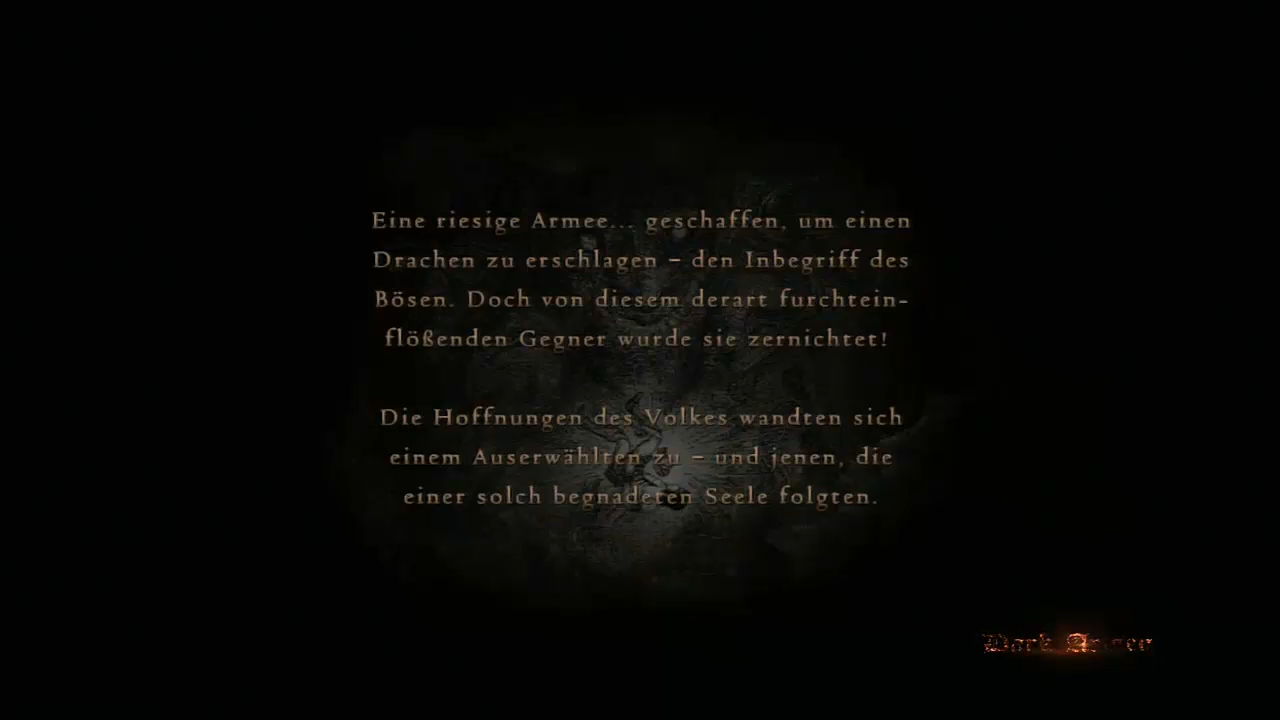 Eine riesige Armee... geschaffen, um einen
Drachen zu erschlagen – den Inbegriff des
Bösen. Doch von diesem derart furchtein-
flößenden Gegner wurde sie zernichtet!
Die Hoffnungen des Volkes wandten sich
einem Auserwählten zu – und jenen, die
einer solch begnadeten Seele folgten.
Dark